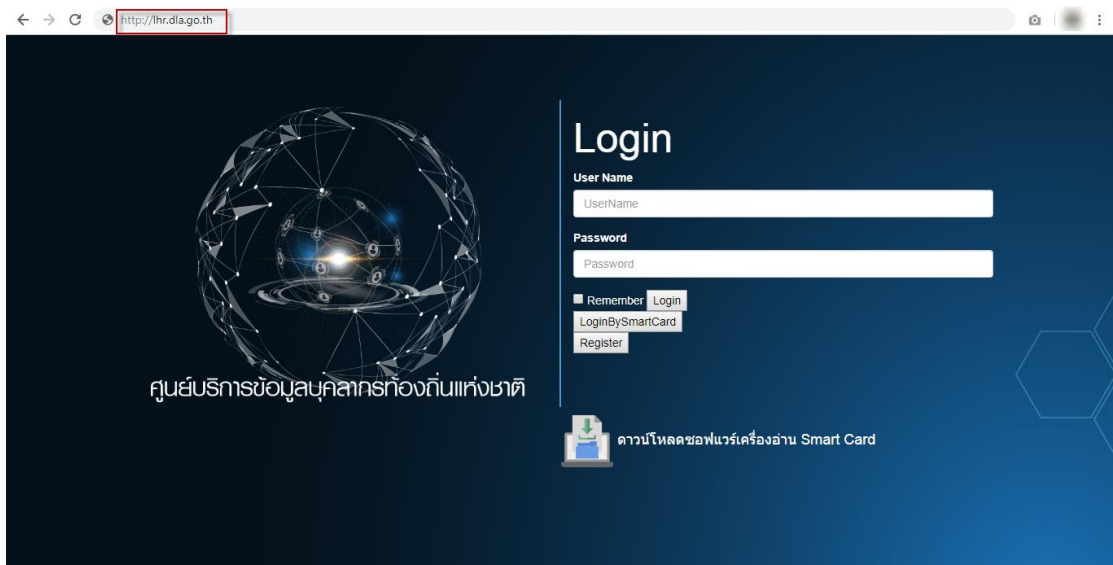 http://lhr.dla.go.th
Login
User Name
UserName
Password
Password
Remember Login
LoginBySmartCard
Register
ศูนย์บริการข้อมูลบุคลากรท้องถิ่นแห่งชาติ
ดาวน์โหลดซอฟแวร์เครื่องอ่าน Smart Card